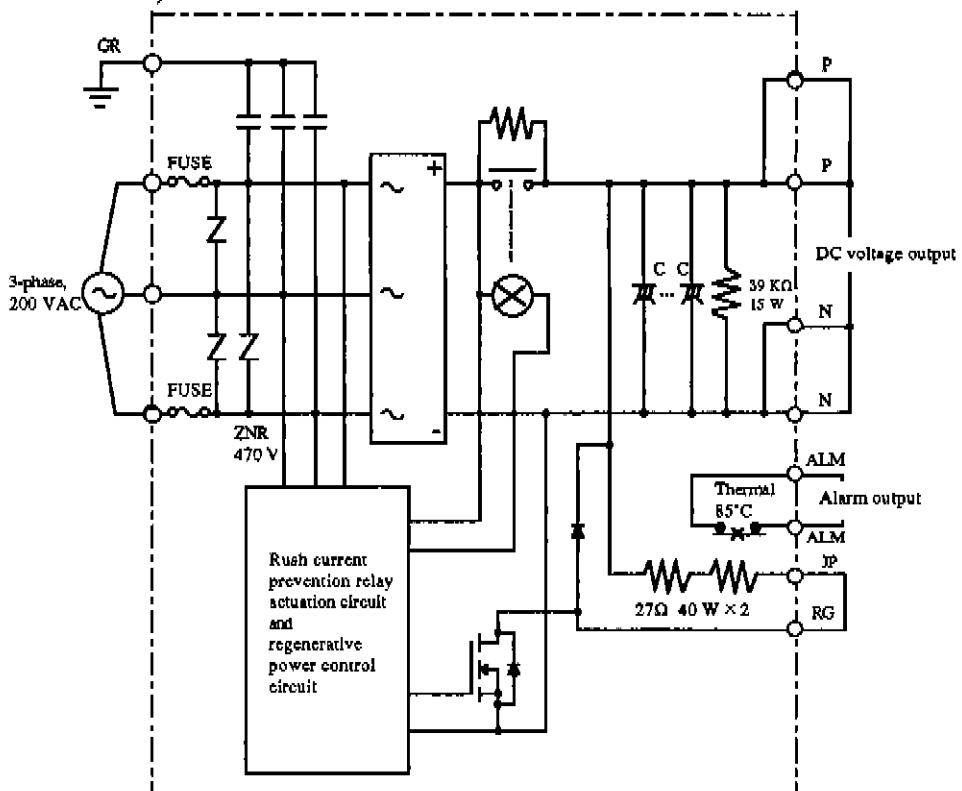 GR
P
FUSE
P
+
3-phase,
200 VAC
C ... C
39 KΩ
15 W
DC voltage output
N
FUSE
N
-
ZNR
470 V
ALM
Thermal
85°C
Alarm output
ALM
Rush current
prevention relay
actuation circuit
and
regenerative
power control
circuit
JP
27Ω 40 W × 2
RG